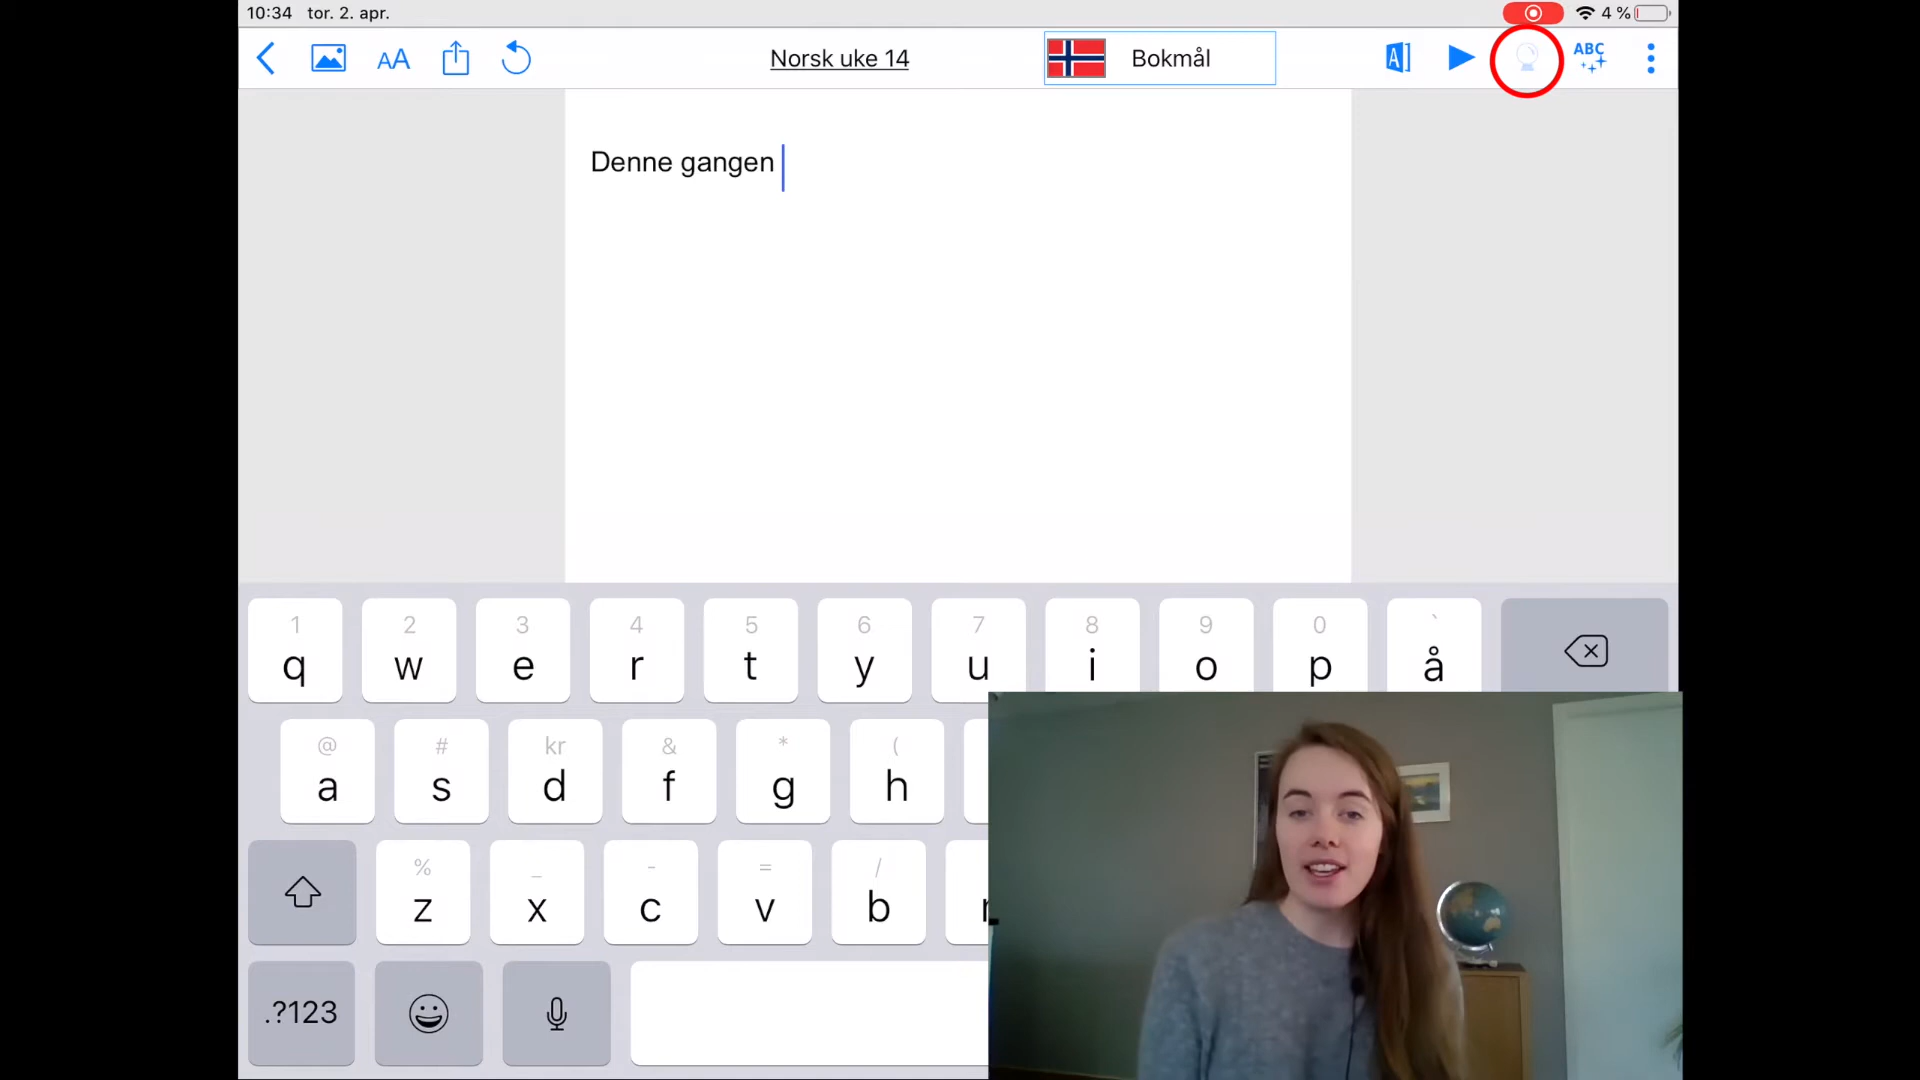 10:34 tor. 2. apr. 4 %
AA Norsk uke 14 Bokmål A ABC
Denne gangen
1 2 3 4 5 6 7 8 9 0 `
q w e r t y u i o p å
@ # kr & * (
a s d f g h
% _ - = /
z x c v b
.?123